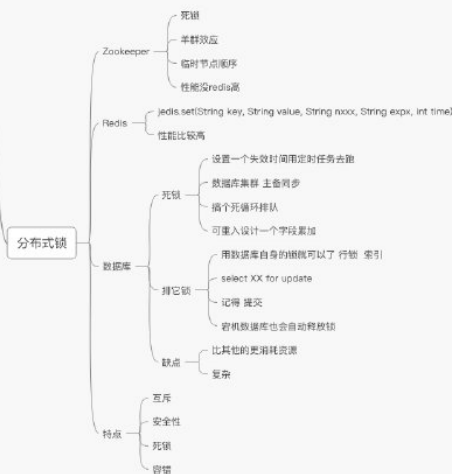 死锁
羊群效应
Zookeeper
临时节点顺序
性能没redis高
jedis.set(String key, String value, String nxxx, String expx, int time)
Redis
性能比较高
设置一个失效时间用定时任务去跑
数据库集群 主备同步
死锁
搞个死循环排队
可重入设计一个字段累加
分布式锁
数据库
用数据库自身的锁就可以了 行锁 索引
select XX for update
排它锁
记得 提交
宕机数据库也会自动释放锁
比其他的更消耗资源
缺点
复杂
互斥
安全性
特点
死锁
容错